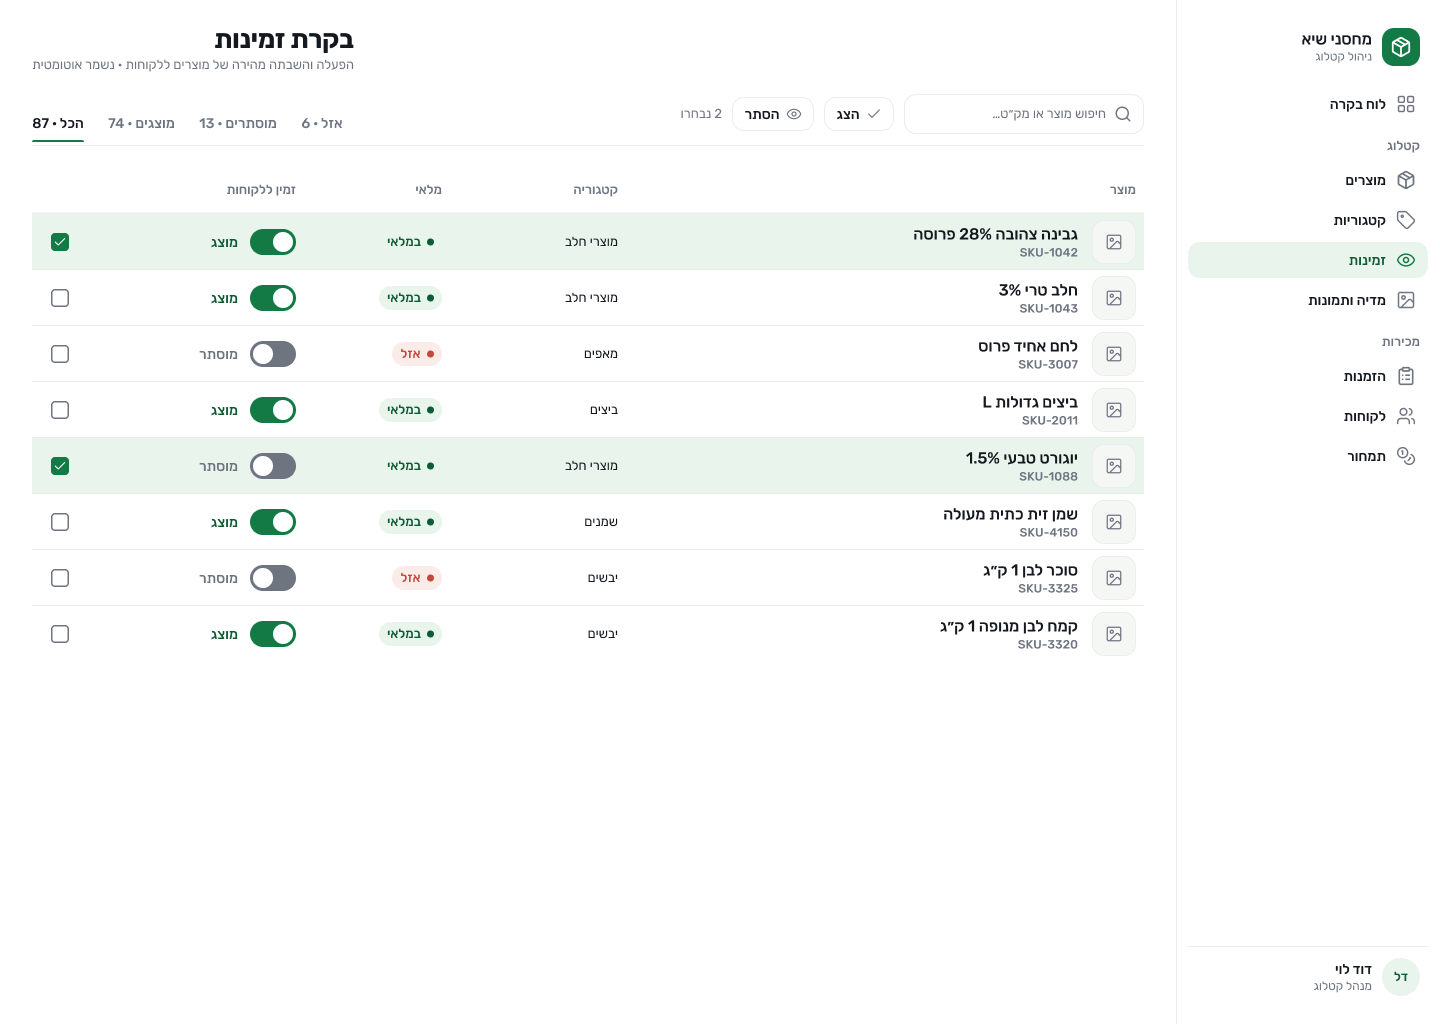 מחסני שיא
ניהול קטלוג
לוח בקרה
קטלוג
מוצרים
קטגוריות
זמינות
מדיה ותמונות
מכירות
הזמנות
לקוחות
תמחור
דוד לוי
מנהל קטלוג
דל
בקרת זמינות
הפעלה והשבתה מהירה של מוצרים ללקוחות • נשמר אוטומטית
חיפוש מוצר או מק״ט...
הצג
הסתר
2 נבחרו
אזל • 6
מוסתרים • 13
מוצגים • 74
הכל • 87
מוצר קטגוריה מלאי זמין ללקוחות
גבינה צהובה 28% פרוסה
SKU-1042
מוצרי חלב במלאי מוצג
חלב טרי 3%
SKU-1043
מוצרי חלב במלאי מוצג
לחם אחיד פרוס
SKU-3007
מאפים אזל מוסתר
ביצים גדולות L
SKU-2011
ביצים במלאי מוצג
יוגורט טבעי 1.5%
SKU-1088
מוצרי חלב במלאי מוסתר
שמן זית כתית מעולה
SKU-4150
שמנים במלאי מוצג
סוכר לבן 1 ק״ג
SKU-3325
יבשים אזל מוסתר
קמח לבן מנופה 1 ק״ג
SKU-3320
יבשים במלאי מוצג